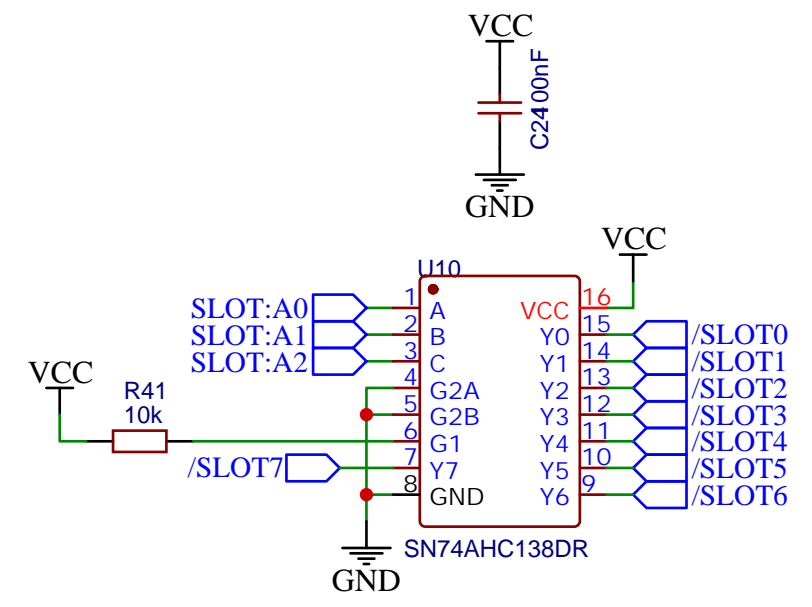 VCC
C24
00nF
GND
VCC
U10
SLOT:A0 1 A VCC 16
SLOT:A1 2 B Y0 15 /SLOT0
SLOT:A2 3 C Y1 14 /SLOT1
VCC 4 G2A Y2 13 /SLOT2
R41
10k
5 G2B Y3 12 /SLOT3
6 G1 Y4 11 /SLOT4
/SLOT7 7 Y7 Y5 10 /SLOT5
8 GND Y6 9 /SLOT6
SN74AHC138DR
GND